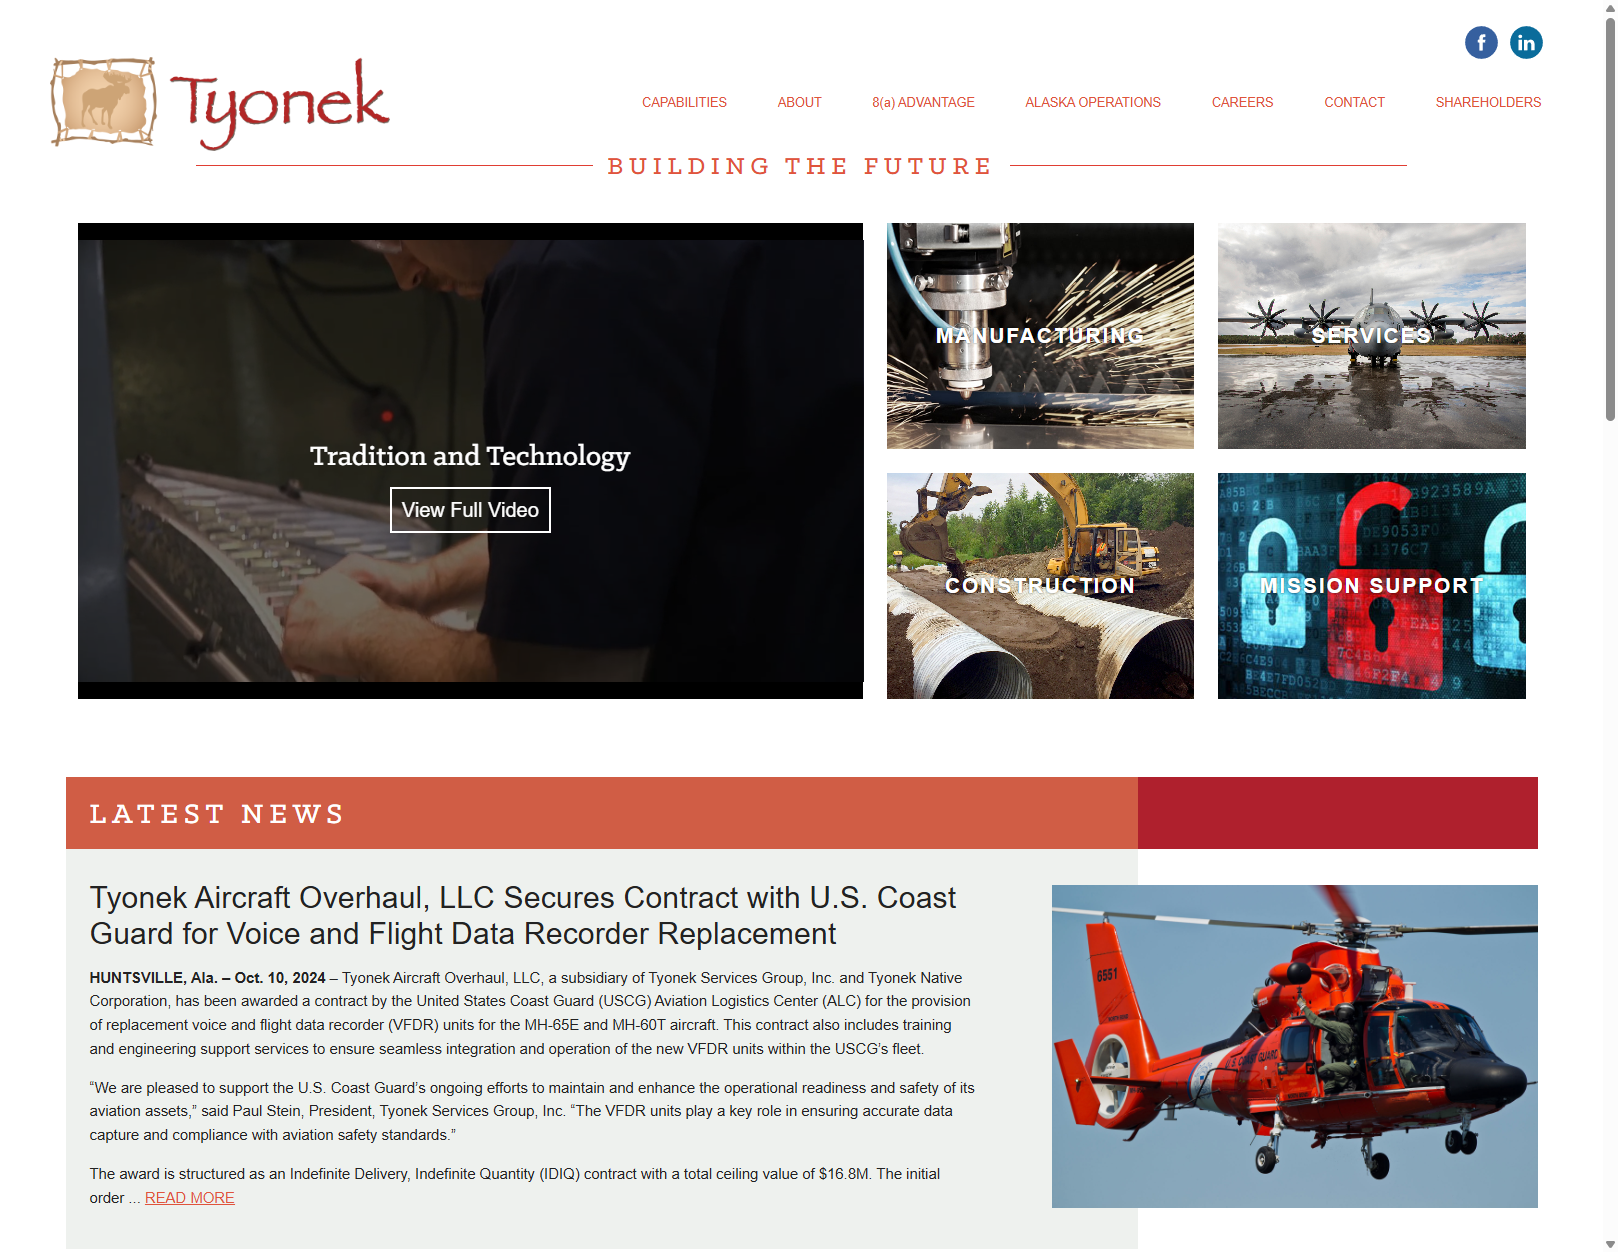 Tyonek
CAPABILITIES
ABOUT
8(a) ADVANTAGE
ALASKA OPERATIONS
CAREERS
CONTACT
SHAREHOLDERS
BUILDING THE FUTURE
Tradition and Technology
View Full Video
MANUFACTURING
SERVICES
CONSTRUCTION
MISSION SUPPORT
LATEST NEWS
Tyonek Aircraft Overhaul, LLC Secures Contract with U.S. Coast
Guard for Voice and Flight Data Recorder Replacement
HUNTSVILLE, Ala. – Oct. 10, 2024 – Tyonek Aircraft Overhaul, LLC, a subsidiary of Tyonek Services Group, Inc. and Tyonek Native
Corporation, has been awarded a contract by the United States Coast Guard (USCG) Aviation Logistics Center (ALC) for the provision
of replacement voice and flight data recorder (VFDR) units for the MH-65E and MH-60T aircraft. This contract also includes training
and engineering support services to ensure seamless integration and operation of the new VFDR units within the USCG’s fleet.
“We are pleased to support the U.S. Coast Guard’s ongoing efforts to maintain and enhance the operational readiness and safety of its
aviation assets,” said Paul Stein, President, Tyonek Services Group, Inc. “The VFDR units play a key role in ensuring accurate data
capture and compliance with aviation safety standards.”
The award is structured as an Indefinite Delivery, Indefinite Quantity (IDIQ) contract with a total ceiling value of $16.8M. The initial
order ... READ MORE
6551
U.S. COAST GUARD